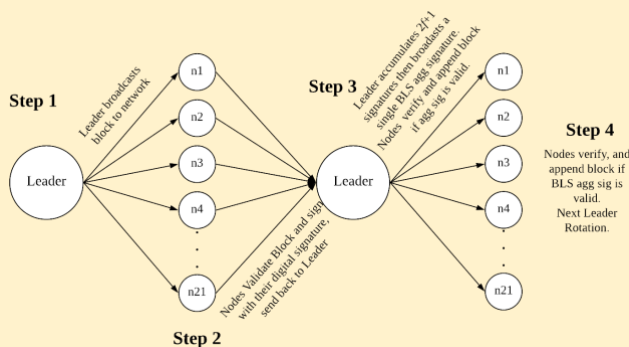 Step 1
Leader broadcasts
block to network
Leader
n1
n2
n3
n4
.
.
.
n21
Step 2
Nodes Validate Block and sign
with their digital signature,
send back to Leader
Step 3
Leader accumulates 2f+1
signatures then broadasts a
single BLS agg signature.
Nodes verify and append block
if agg sig is valid.
Leader
n1
n2
n3
n4
.
.
.
n21
Step 4
Nodes verify, and
append block if
BLS agg sig is
valid.
Next Leader
Rotation.